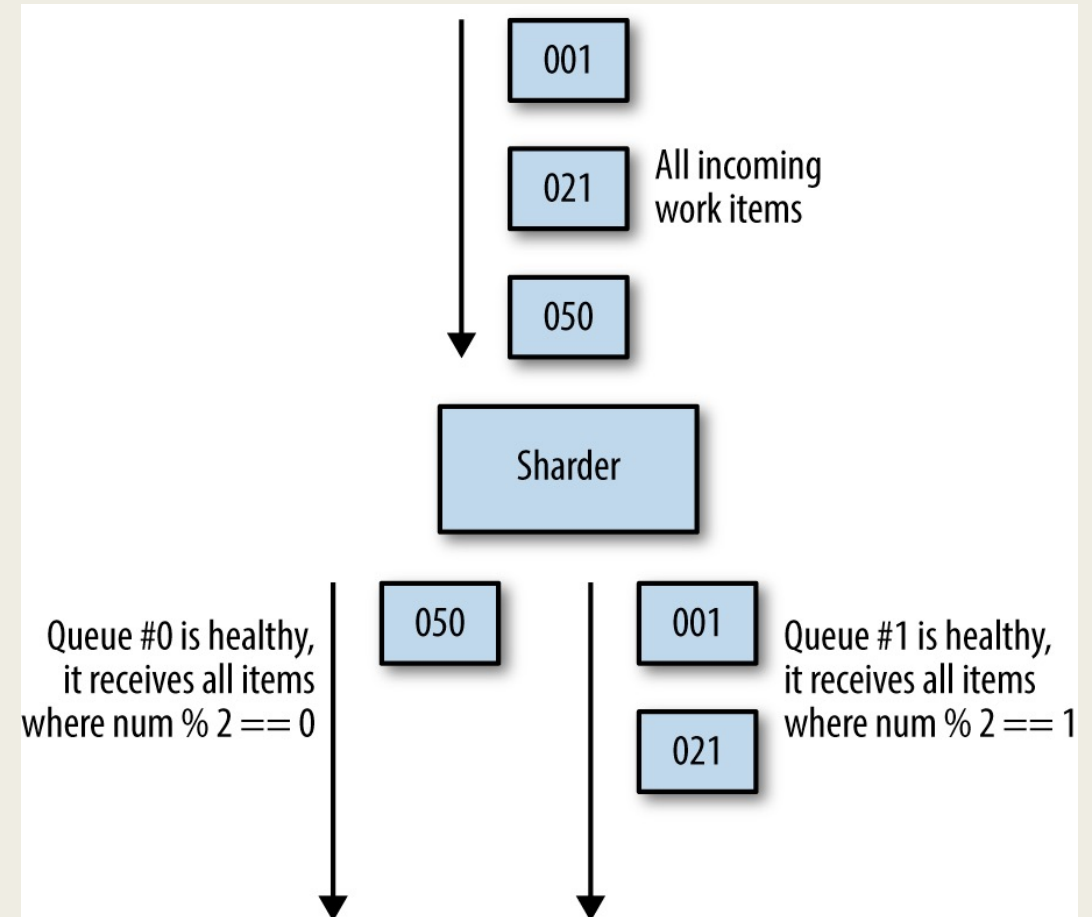 001
021
All incoming
work items
050
Sharder
050
001
Queue #0 is healthy,
it receives all items
where num % 2 == 0
Queue #1 is healthy,
it receives all items
where num % 2 == 1
021